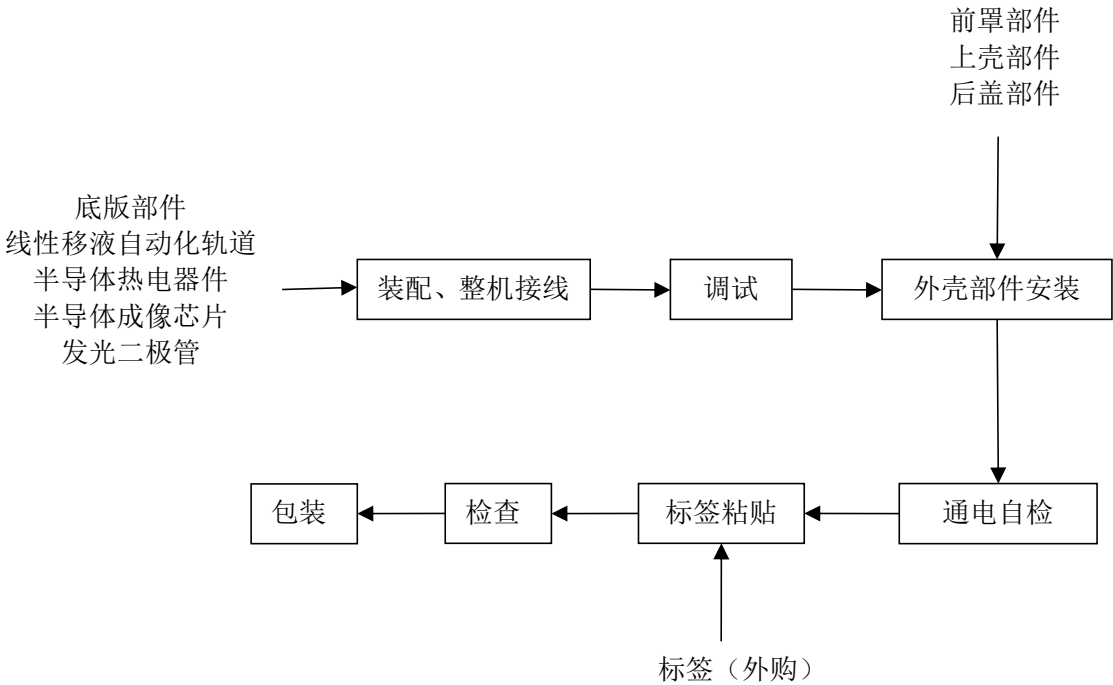 前罩部件
上壳部件
后盖部件
底版部件
线性移液自动化轨道
半导体热电器件
半导体成像芯片
发光二极管
装配、整机接线
调试
外壳部件安装
包装
检查
标签粘贴
通电自检
标签（外购）